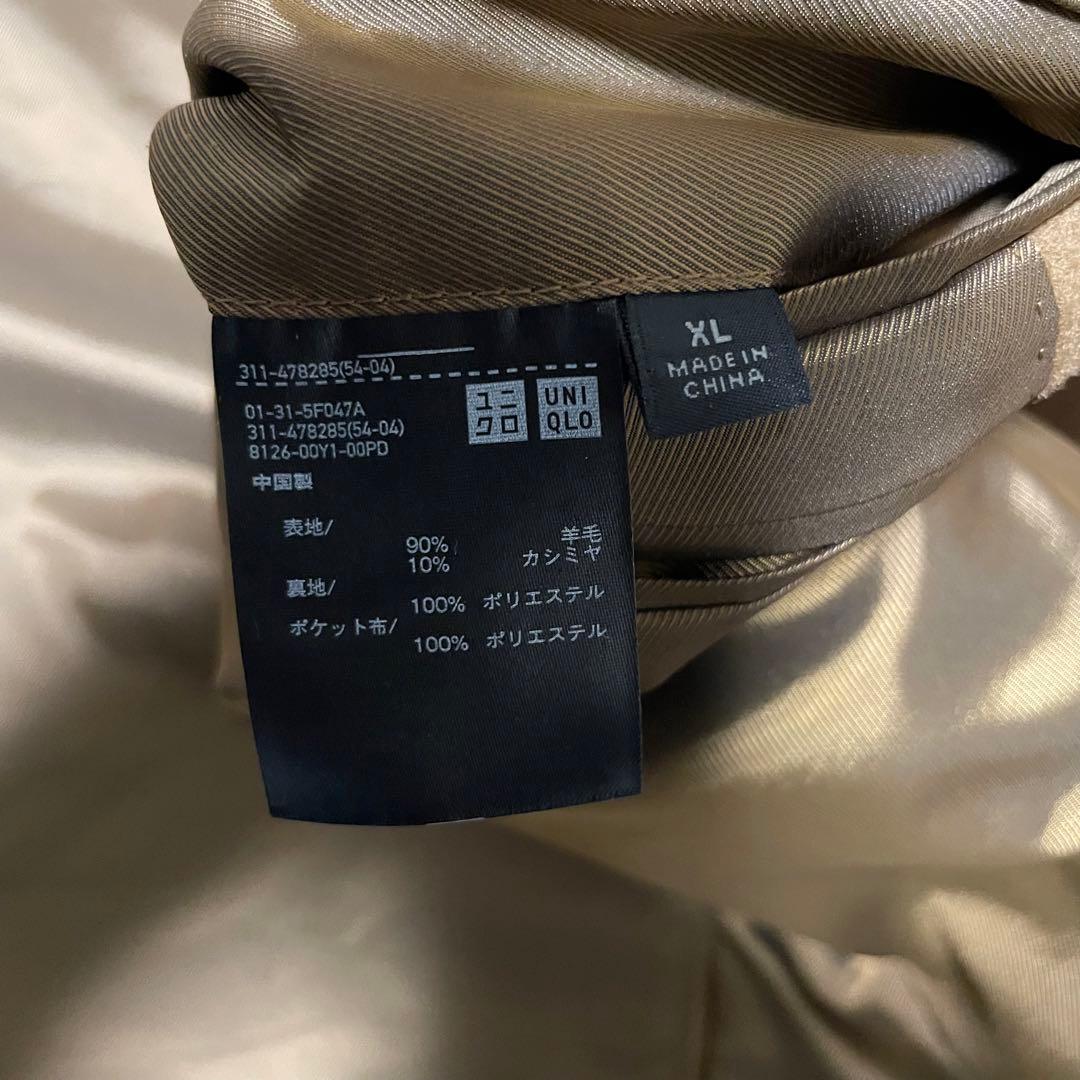 311-478285(54-04)
01-31-5F047A
311-478285(54-04)
8126-00Y1-00PD
ユニ
クロ
UNI
QLO
中国製
表地/
90% 羊毛
10% カシミヤ
裏地/
100% ポリエステル
ポケット布/
100% ポリエステル
XL
MADE IN
CHINA